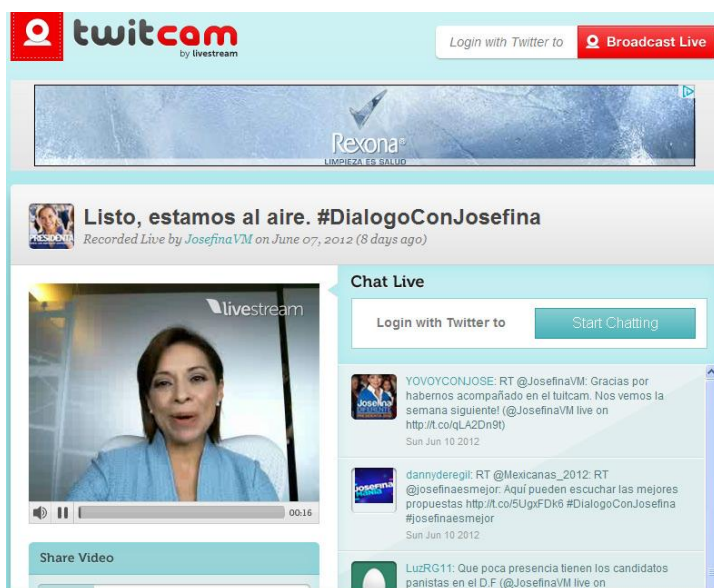 twitcam
by livestream
Login with Twitter to
Broadcast Live
Rexona
LIMPIEZA ES SALUD
Listo, estamos al aire. #DialogoConJosefina
Recorded Live by JosefinaVM on June 07, 2012 (8 days ago)
PRESIDENTA
livestream
00:16
Share Video
Chat Live
Login with Twitter to
Start Chatting
YOVOYCONJOSE: RT @JosefinaVM: Gracias por
habernos acompañado en el tuitcam. Nos vemos la
semana siguiente! (@JosefinaVM live on
http://t.co/qLA2Dn9t)
Sun Jun 10 2012
Josefina
DIFERENTE
dannyderegil: RT @Mexicanas_2012: RT
@josefinaesmejor: Aquí pueden escuchar las mejores
propuestas http://t.co/5UgxFDk6 #DialogoConJosefina
#josefinaesmejor
Sun Jun 10 2012
JOSEFINA
LuzRG11: Que poca presencia tienen los candidatos
panistas en el D.F (@JosefinaVM live on